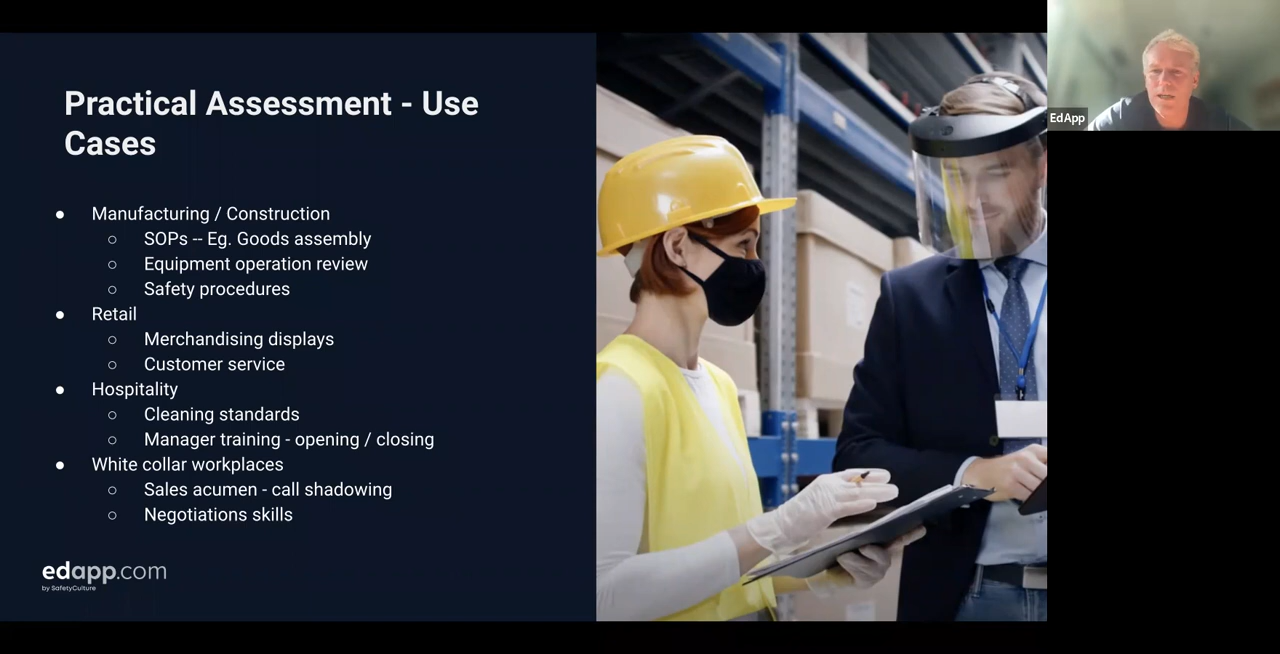 Practical Assessment - Use
Cases
● Manufacturing / Construction
○ SOPs -- Eg. Goods assembly
○ Equipment operation review
○ Safety procedures
● Retail
○ Merchandising displays
○ Customer service
● Hospitality
○ Cleaning standards
○ Manager training - opening / closing
● White collar workplaces
○ Sales acumen - call shadowing
○ Negotiations skills
edapp.com
by SafetyCulture
EdApp